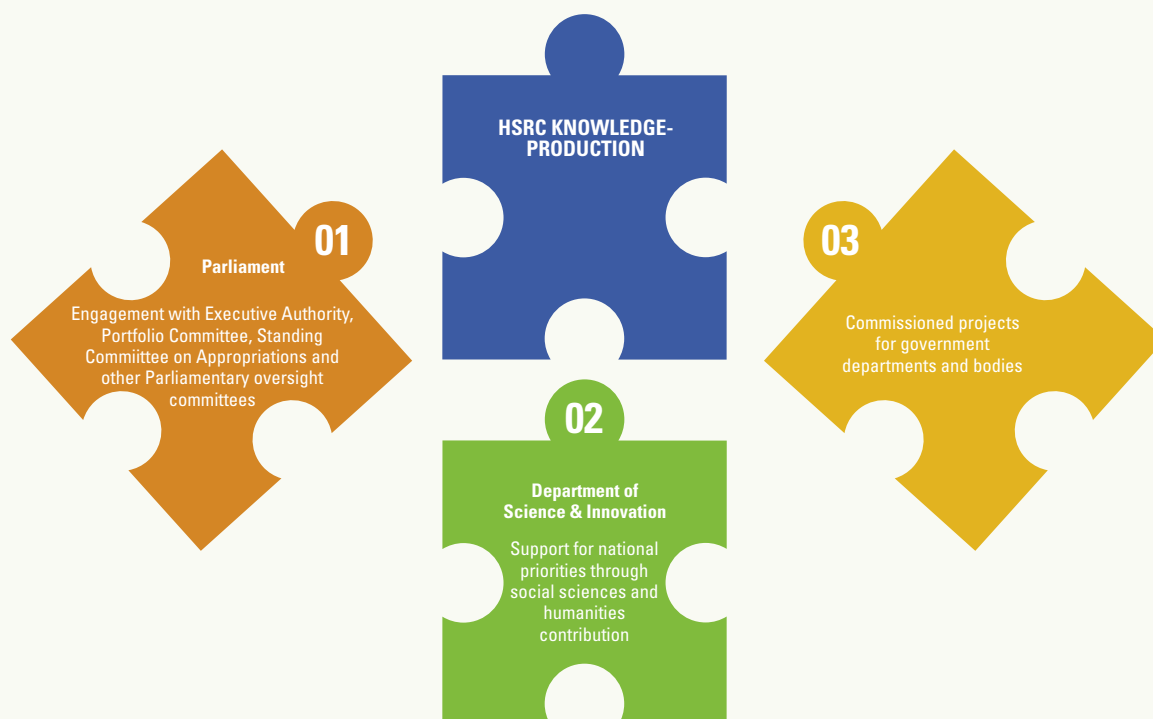 HSRC KNOWLEDGE-
PRODUCTION
01
Parliament
Engagement with Executive Authority,
Portfolio Committee, Standing
Commiittee on Appropriations and
other Parliamentary oversight
committees
02
Department of
Science & Innovation
Support for national
priorities through
social sciences and
humanities
contribution
03
Commissioned projects
for government
departments and bodies